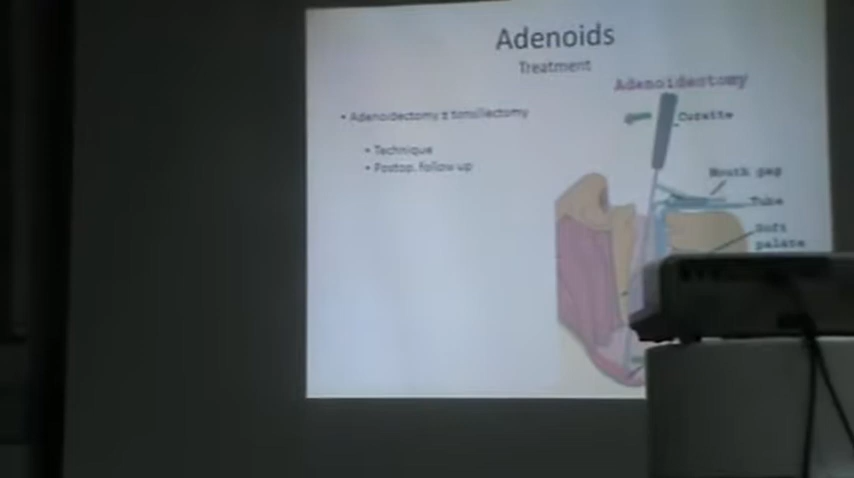 Adenoids
Treatment
• Adenoidectomy ± tonsillectomy
• Technique
• Postop. follow up
Adenoidectomy
Curette
Mouth gag
Tube
Soft
palate